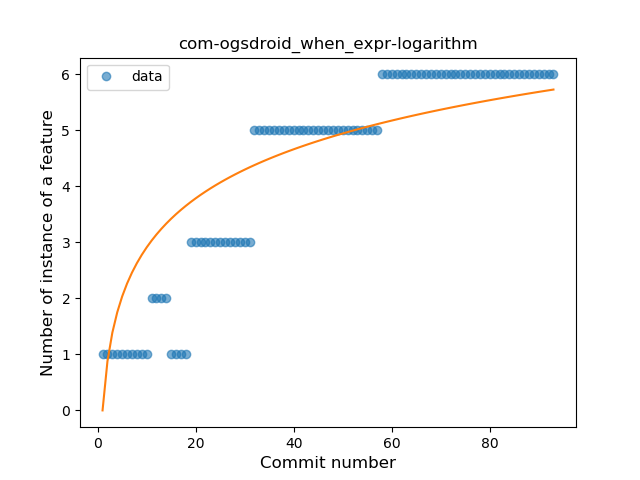 com-ogsdroid_when_expr-logarithm
data
Number of instance of a feature
6
5
4
3
2
1
0
0 20 40 60 80
Commit number